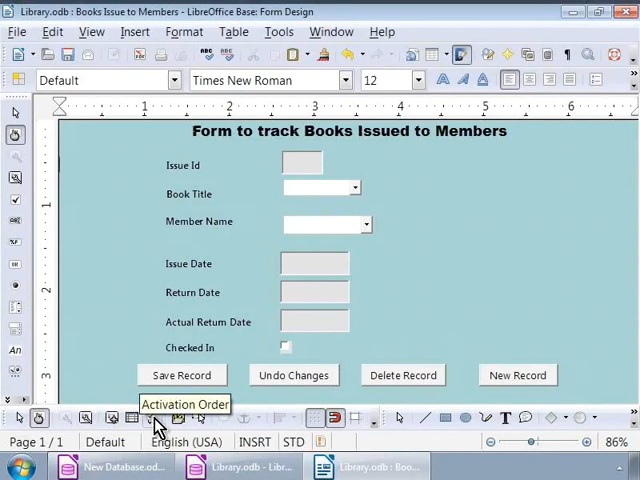 Library.odb : Books Issue to Members - LibreOffice Base: Form Design
File Edit View Insert Format Table Tools Window Help
Default Times New Roman 12
1 2 3 4 5 6
Form to track Books Issued to Members
Issue Id
Book Title
1
Member Name
Issue Date
2
Return Date
Actual Return Date
Checked In
3
Save Record Undo Changes Delete Record New Record
Activation Order
Page 1 / 1 Default English (USA) INSRT STD 86%
New Database.od... Library.odb - Libr... Library.odb : Boo...